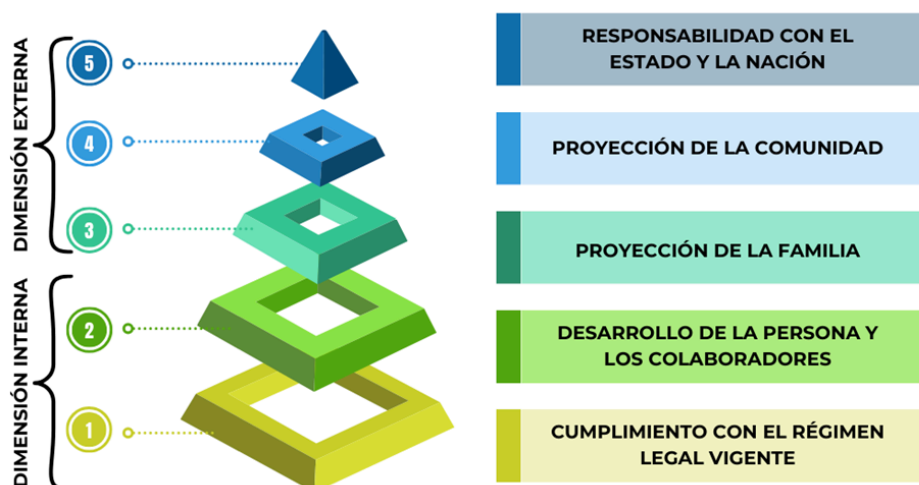 DIMENSIÓN EXTERNA
5
RESPONSABILIDAD CON EL
ESTADO Y LA NACIÓN
4
PROYECCIÓN DE LA COMUNIDAD
3
PROYECCIÓN DE LA FAMILIA
DIMENSIÓN INTERNA
2
DESARROLLO DE LA PERSONA Y
LOS COLABORADORES
1
CUMPLIMIENTO CON EL RÉGIMEN
LEGAL VIGENTE